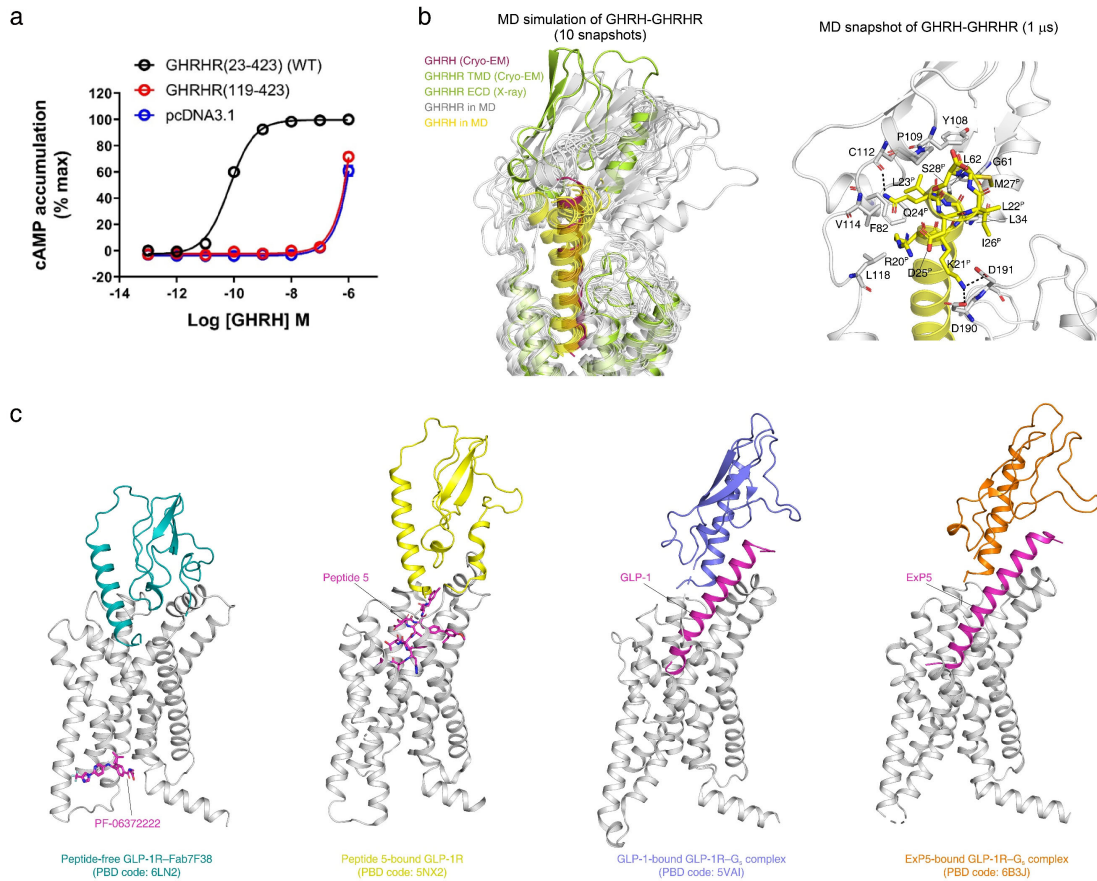 a
GHRHR(23-423) (WT)
GHRHR(119-423)
pcDNA3.1
cAMP accumulation
(% max)
120
100
80
60
40
20
0
-20
-14
-12
-10
-8
-6
Log [GHRH] M
b
MD simulation of GHRH-GHRHR
(10 snapshots)
GHRH (Cryo-EM)
GHRHR TMD (Cryo-EM)
GHRHR ECD (X-ray)
GHRHR in MD
GHRH in MD
MD snapshot of GHRH-GHRHR (1 μs)
Y108
P109
C112
L62
G61
S28ᴾ
L23ᴾ
M27ᴾ
Q24ᴾ
L22ᴾ
V114
F82
L34
I26ᴾ
R20ᴾ
K21ᴾ
L118
D25ᴾ
D191
D190
c
Peptide 5
GLP-1
ExP5
PF-06372222
Peptide-free GLP-1R–Fab7F38
(PBD code: 6LN2)
Peptide 5-bound GLP-1R
(PBD code: 5NX2)
GLP-1-bound GLP-1R–Gₛ complex
(PBD code: 5VAI)
ExP5-bound GLP-1R–Gₛ complex
(PBD code: 6B3J)